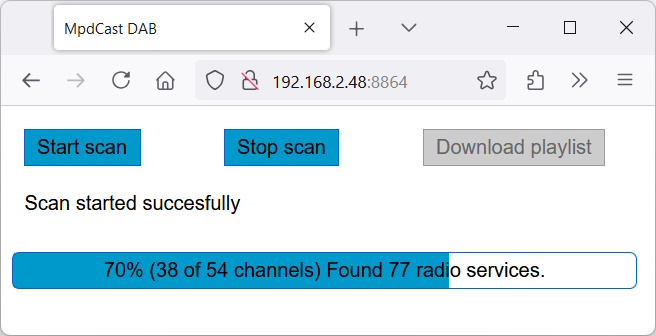 MpdCast DAB
192.168.2.48:8864
Start scan
Stop scan
Download playlist
Scan started succesfully
70% (38 of 54 channels) Found 77 radio services.